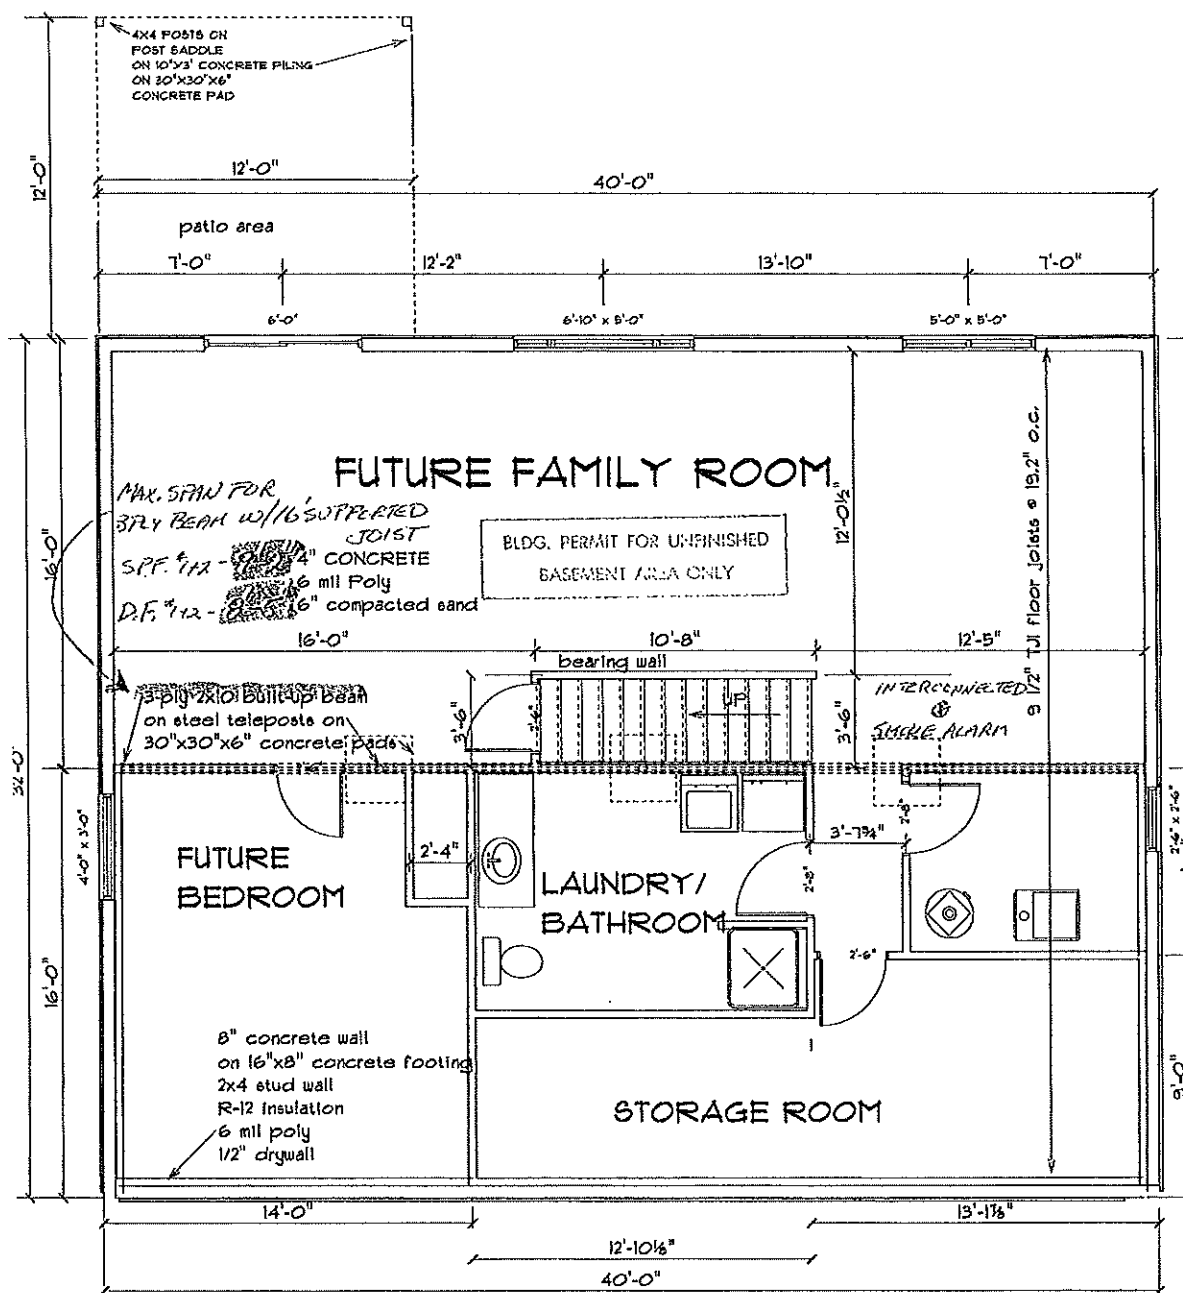 4X4 POSTS ON
POST SADDLE
ON 10"X3' CONCRETE PILING
ON 30"X30"X6"
CONCRETE PAD
12'-0"
12'-0"
40'-0"
patio area
7'-0"
12'-2"
13'-10"
7'-0"
6'-0"
6'-10" x 5'-0"
5'-0" x 5'-0"
FUTURE FAMILY ROOM
MAX. SPAN FOR
3PLY BEAM W/16' SUPPORTED
JOIST
SPF. #1+2 -
D.F. #1+2 -
4" CONCRETE
6 mil Poly
6" compacted sand
BLDG. PERMIT FOR UNFINISHED
BASEMENT AREA ONLY
12'-0½"
9 1/2" TJI floor joists @ 19.2" o.c.
16'-0"
32'-0"
16'-0"
10'-8"
12'-5"
bearing wall
3-ply 2x10 built-up beam
on steel teleposts on
30"x30"x6" concrete pads
3'-6"
2'-6"
UP
3'-6"
INTERCONNECTED
SMOKE ALARM
4'-0" x 3'-0"
FUTURE
BEDROOM
2'-4"
LAUNDRY/
BATHROOM
2'-8"
3'-7¾"
2'-8"
2'-6" x 2'-6"
2'-6"
16'-0"
8" concrete wall
on 16"x8" concrete footing
2x4 stud wall
R-12 insulation
6 mil poly
1/2" drywall
STORAGE ROOM
9'-0"
14'-0"
13'-1⅞"
12'-10⅛"
40'-0"